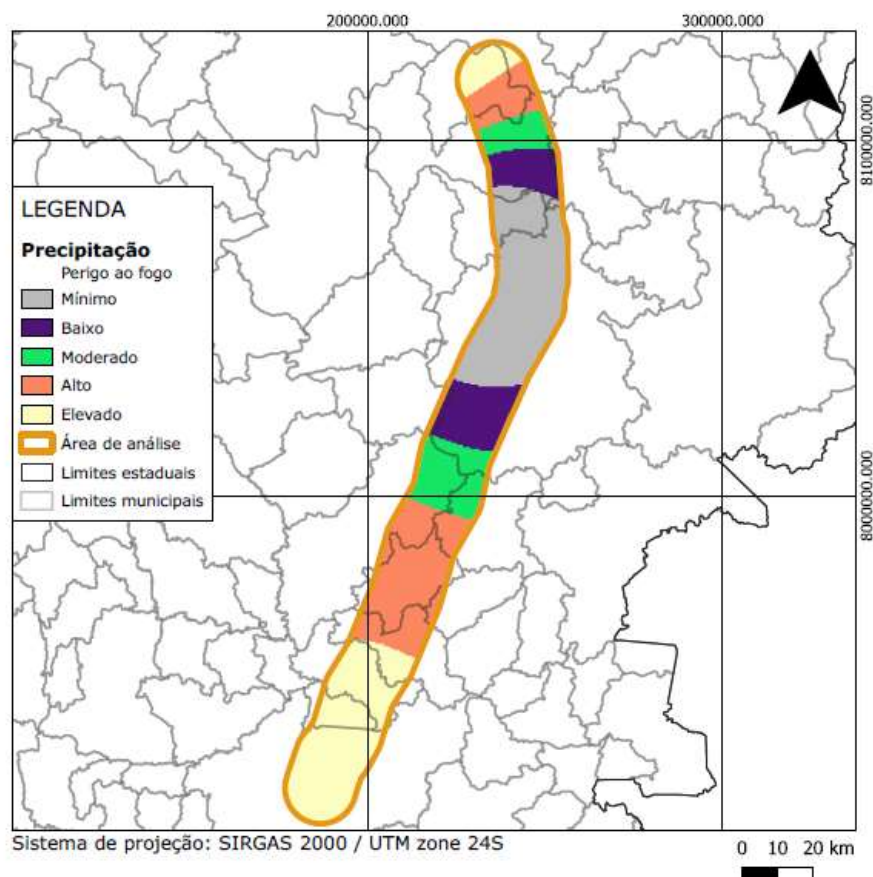 200000.000 300000.000
8100000.000
LEGENDA
Precipitação
Perigo ao fogo
Mínimo
Baixo
Moderado
Alto
Elevado
Área de análise
Limites estaduais
Limites municipais
8000000.000
Sistema de projeção: SIRGAS 2000 / UTM zone 24S
0 10 20 km